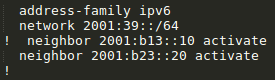 address-family ipv6
network 2001:39::/64
!  neighbor 2001:b13::10 activate
neighbor 2001:b23::20 activate
!